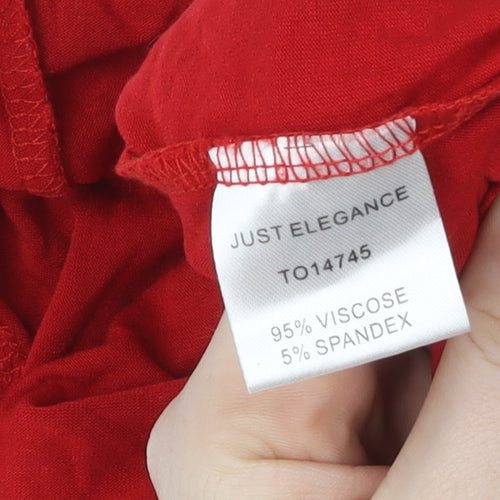 JUST ELEGANCE
TO14745
95% VISCOSE
5% SPANDEX